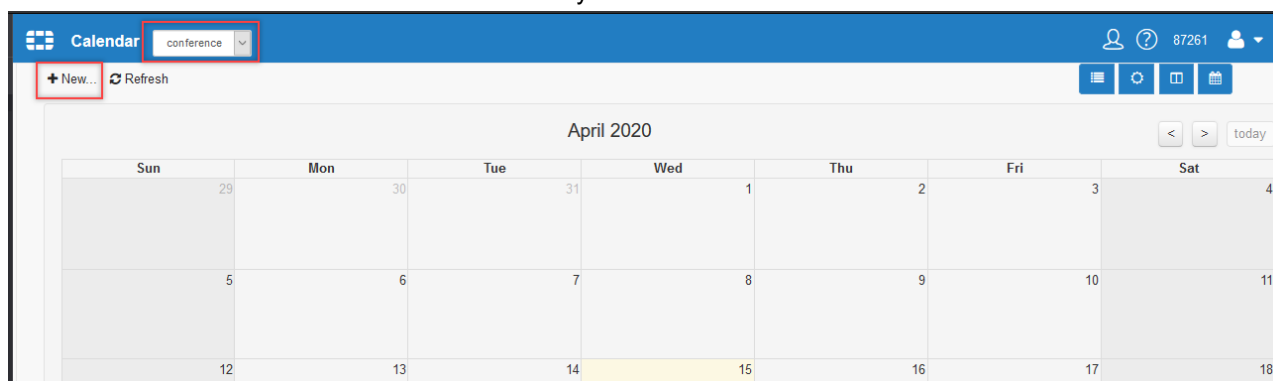 y
Calendar conference 87261
+ New... Refresh
April 2020
< > today
Sun Mon Tue Wed Thu Fri Sat
29 30 31 1 2 3 4
5 6 7 8 9 10 11
12 13 14 15 16 17 18